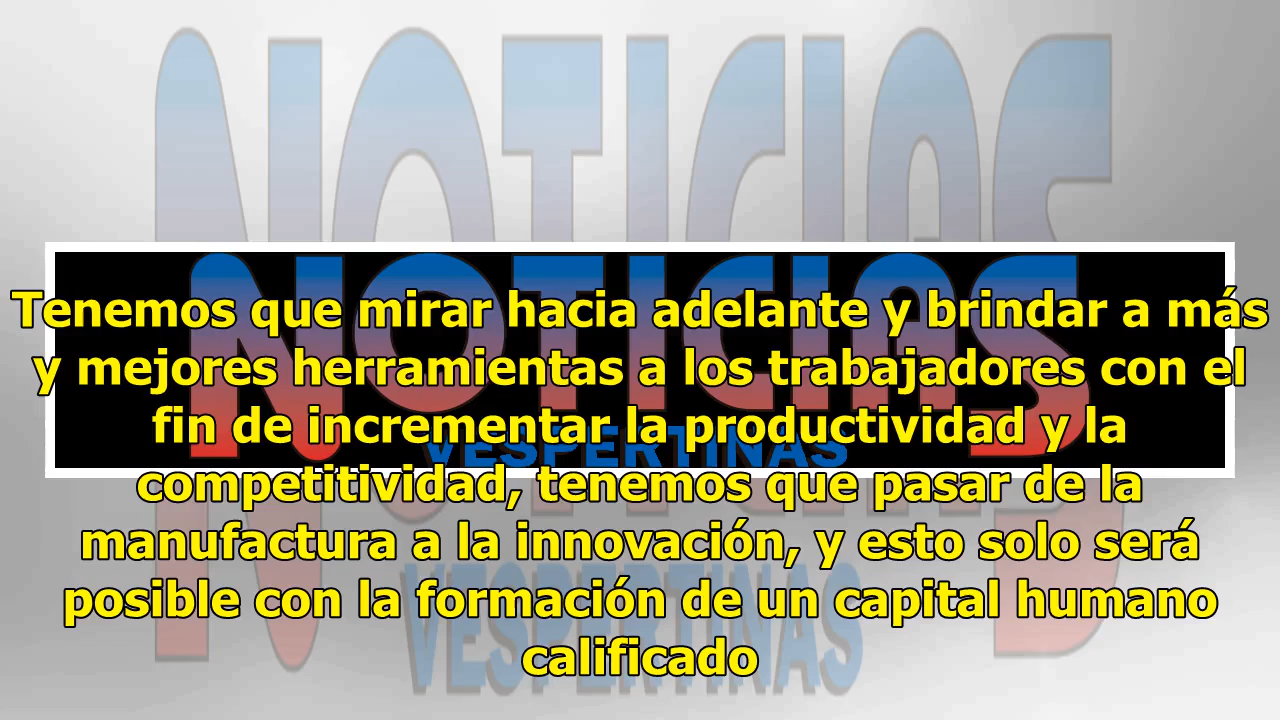 NOTICIAS
NOTICIAS
Tenemos que mirar hacia adelante y brindar a más
y mejores herramientas a los trabajadores con el
fin de incrementar la productividad y la
VESPERTINAS
competitividad, tenemos que pasar de la
manufactura a la innovación, y esto solo será
posible con la formación de un capital humano
VESPERTINAS
calificado